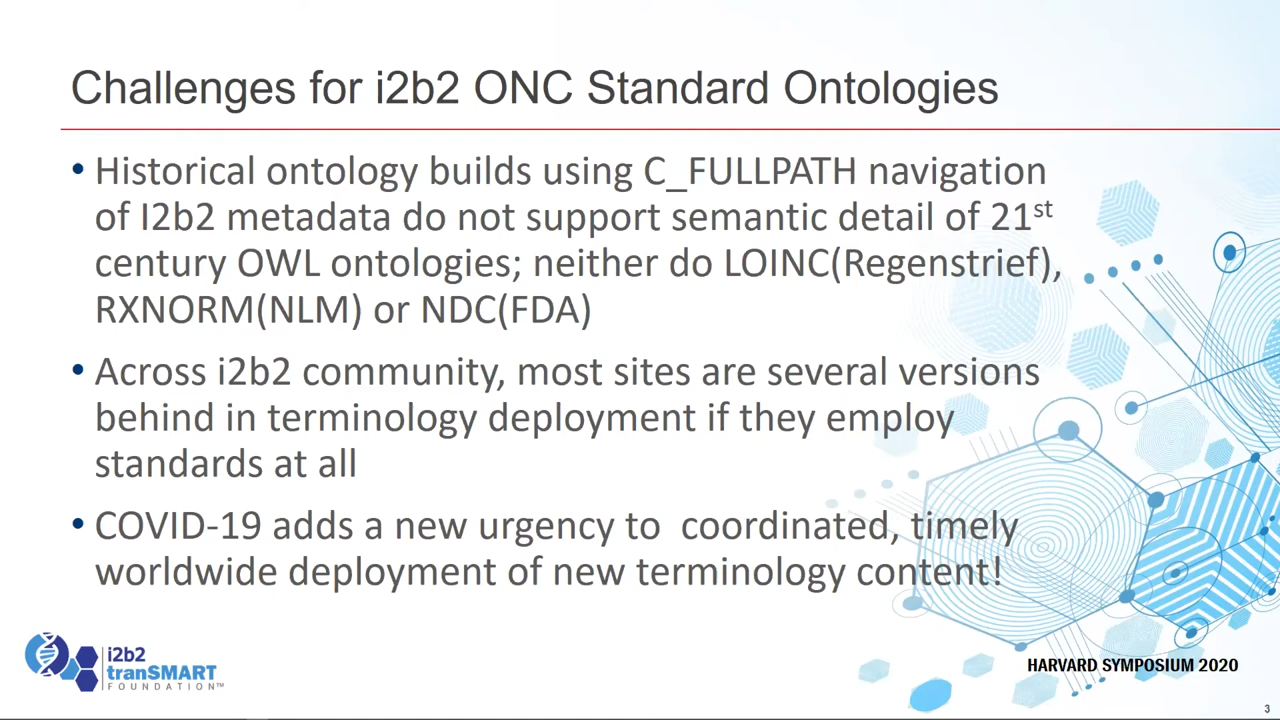 Challenges for i2b2 ONC Standard Ontologies
• Historical ontology builds using C_FULLPATH navigation
of I2b2 metadata do not support semantic detail of 21st
century OWL ontologies; neither do LOINC(Regenstrief),
RXNORM(NLM) or NDC(FDA)
• Across i2b2 community, most sites are several versions
behind in terminology deployment if they employ
standards at all
• COVID-19 adds a new urgency to  coordinated, timely
worldwide deployment of new terminology content!
i2b2
tranSMART
FOUNDATION™
HARVARD SYMPOSIUM 2020
3